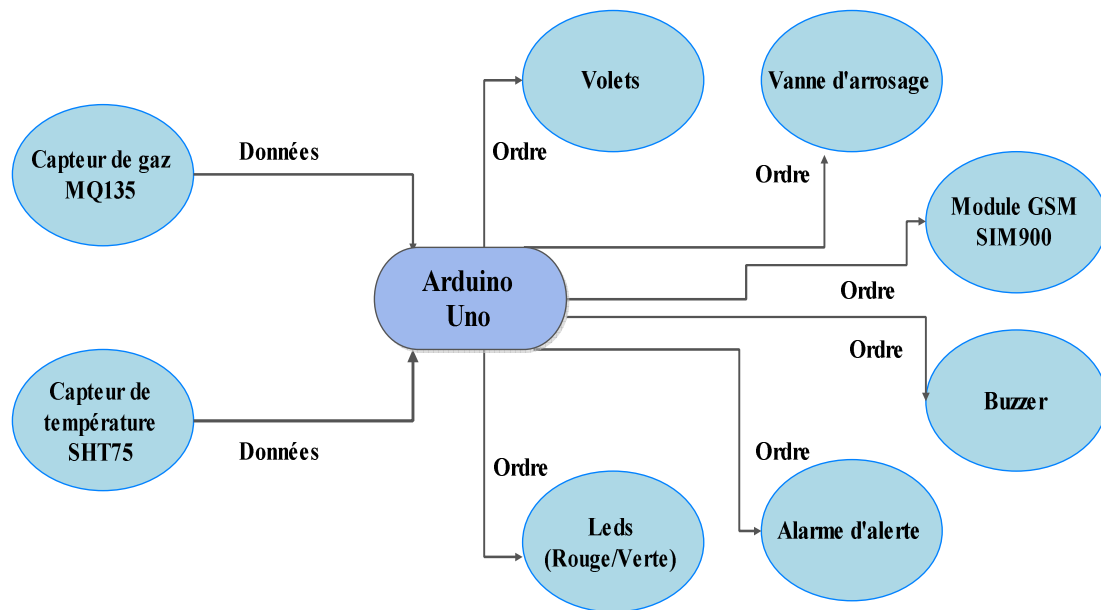 Volets
Vanne d'arrosage
Capteur de gaz
MQ135
Données
Ordre
Ordre
Module GSM
SIM900
Arduino
Uno
Ordre
Ordre
Capteur de
température
SHT75
Données
Buzzer
Ordre
Ordre
Leds
(Rouge/Verte)
Alarme d'alerte